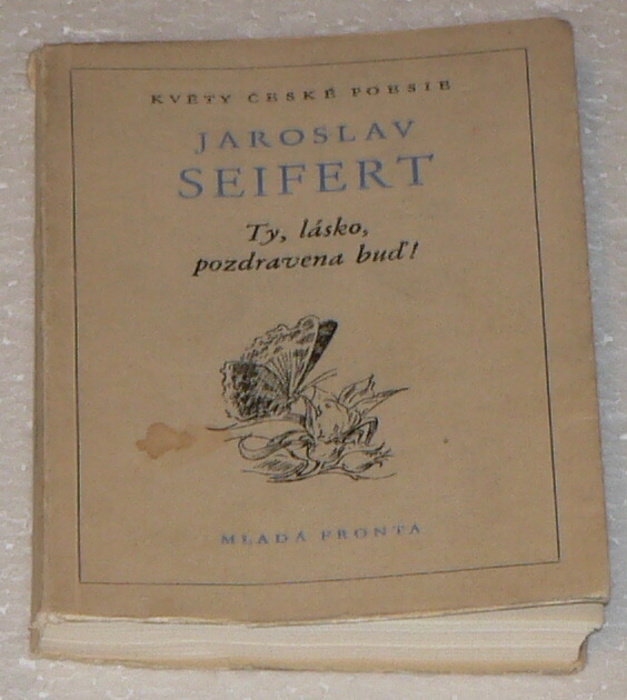 KVĚTY ČESKÉ POESIE
JAROSLAV
SEIFERT
Ty, lásko,
pozdravena buď!
MLADÁ FRONTA